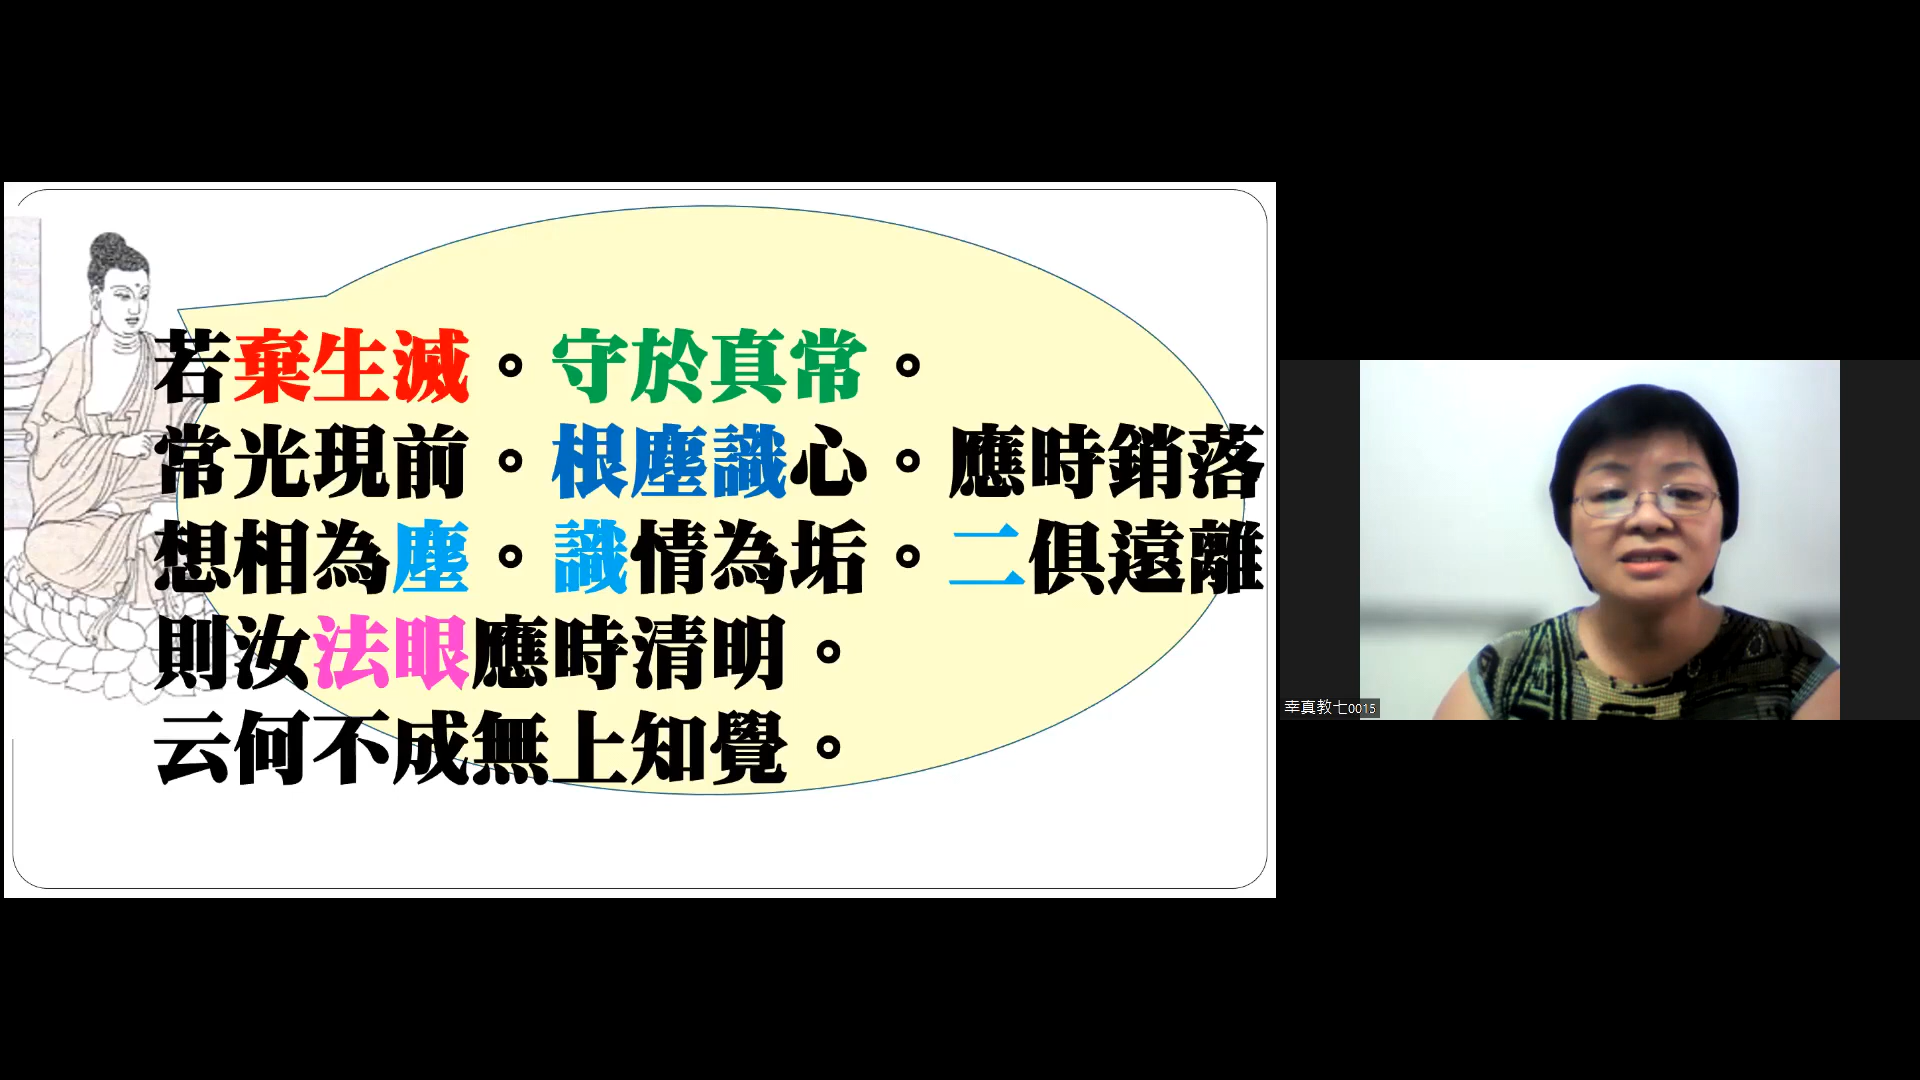 若棄生滅。守於真常。
常光現前。根塵識心。應時銷落
想相為塵。識情為垢。二俱遠離
則汝法眼應時清明。
云何不成無上知覺。
幸真教七0015